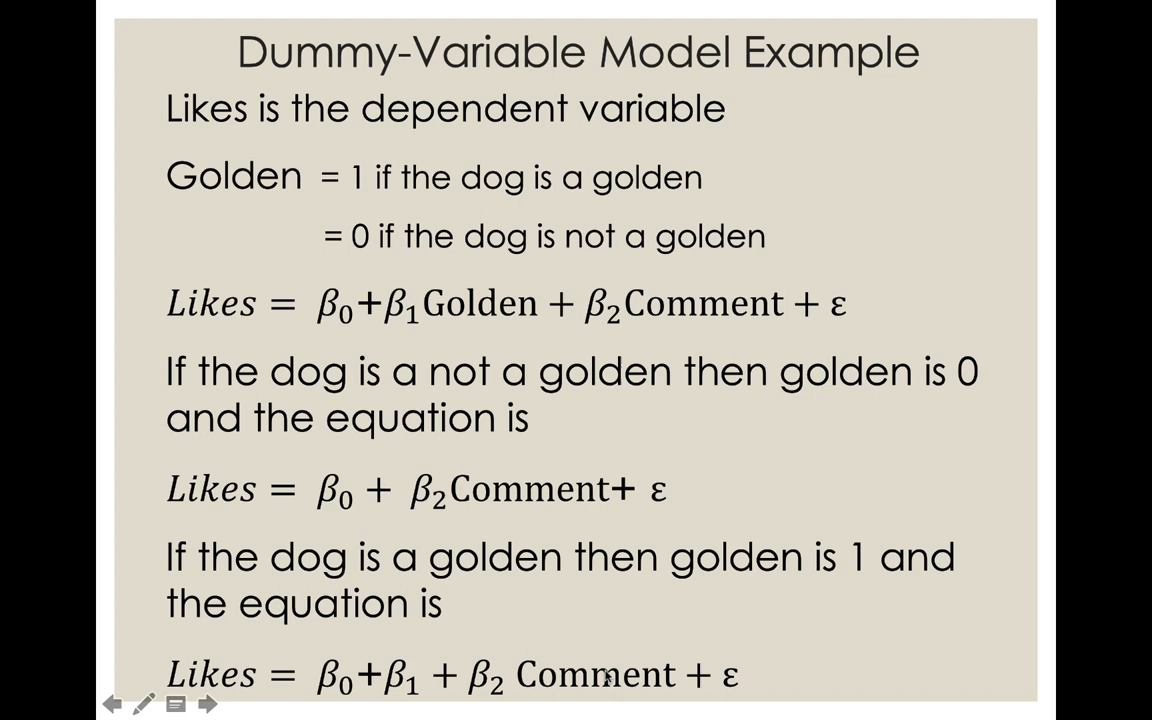 Dummy-Variable Model Example
Likes is the dependent variable
Golden = 1 if the dog is a golden
= 0 if the dog is not a golden
Likes = β₀+β₁Golden + β₂Comment + ε
If the dog is a not a golden then golden is 0
and the equation is
Likes = β₀ + β₂Comment+ ε
If the dog is a golden then golden is 1 and
the equation is
Likes = β₀+β₁ + β₂ Comment + ε